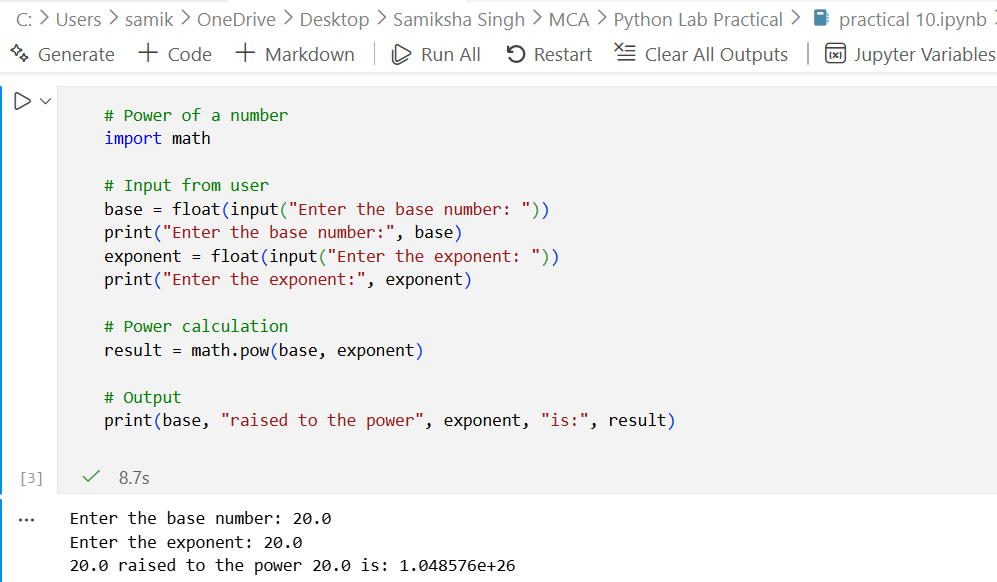 C: > Users > samik > OneDrive > Desktop > Samiksha Singh > MCA > Python Lab Practical > practical 10.ipynb
Generate + Code + Markdown | Run All Restart Clear All Outputs | Jupyter Variables
# Power of a number
import math
# Input from user
base = float(input("Enter the base number: "))
print("Enter the base number:", base)
exponent = float(input("Enter the exponent: "))
print("Enter the exponent:", exponent)
# Power calculation
result = math.pow(base, exponent)
# Output
print(base, "raised to the power", exponent, "is:", result)
[3] 8.7s
... Enter the base number: 20.0
Enter the exponent: 20.0
20.0 raised to the power 20.0 is: 1.048576e+26